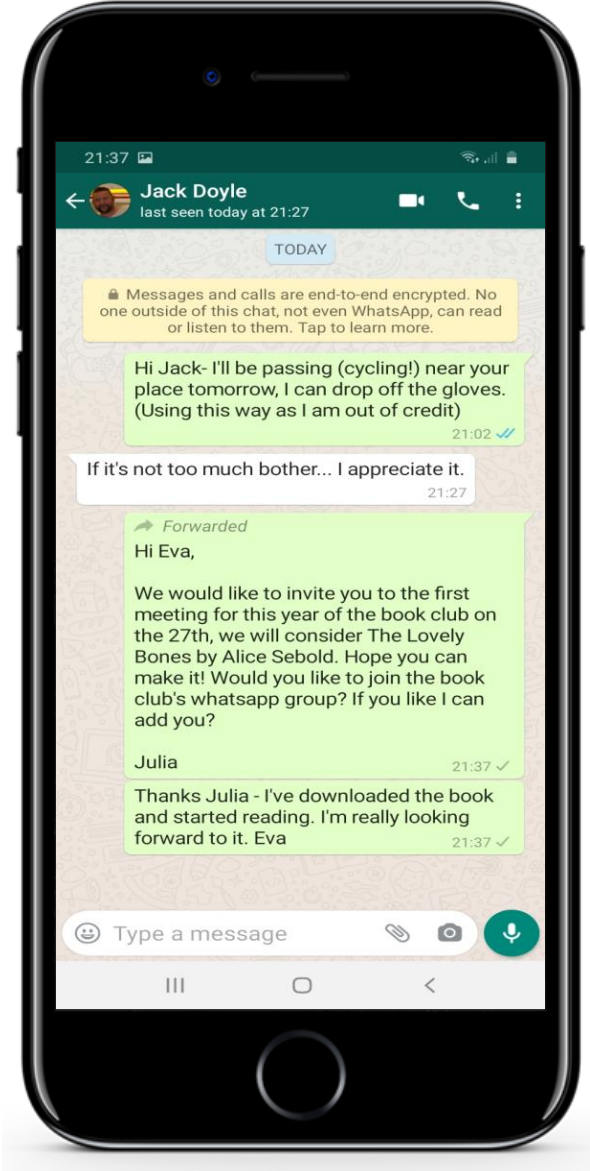 21:37
Jack Doyle
last seen today at 21:27
TODAY
Messages and calls are end-to-end encrypted. No
one outside of this chat, not even WhatsApp, can read
or listen to them. Tap to learn more.
Hi Jack- I'll be passing (cycling!) near your
place tomorrow, I can drop off the gloves.
(Using this way as I am out of credit)
21:02
If it's not too much bother... I appreciate it.
21:27
Forwarded
Hi Eva,
We would like to invite you to the first
meeting for this year of the book club on
the 27th, we will consider The Lovely
Bones by Alice Sebold. Hope you can
make it! Would you like to join the book
club's whatsapp group? If you like I can
add you?
Julia
21:37
Thanks Julia - I've downloaded the book
and started reading. I'm really looking
forward to it. Eva
21:37
Type a message